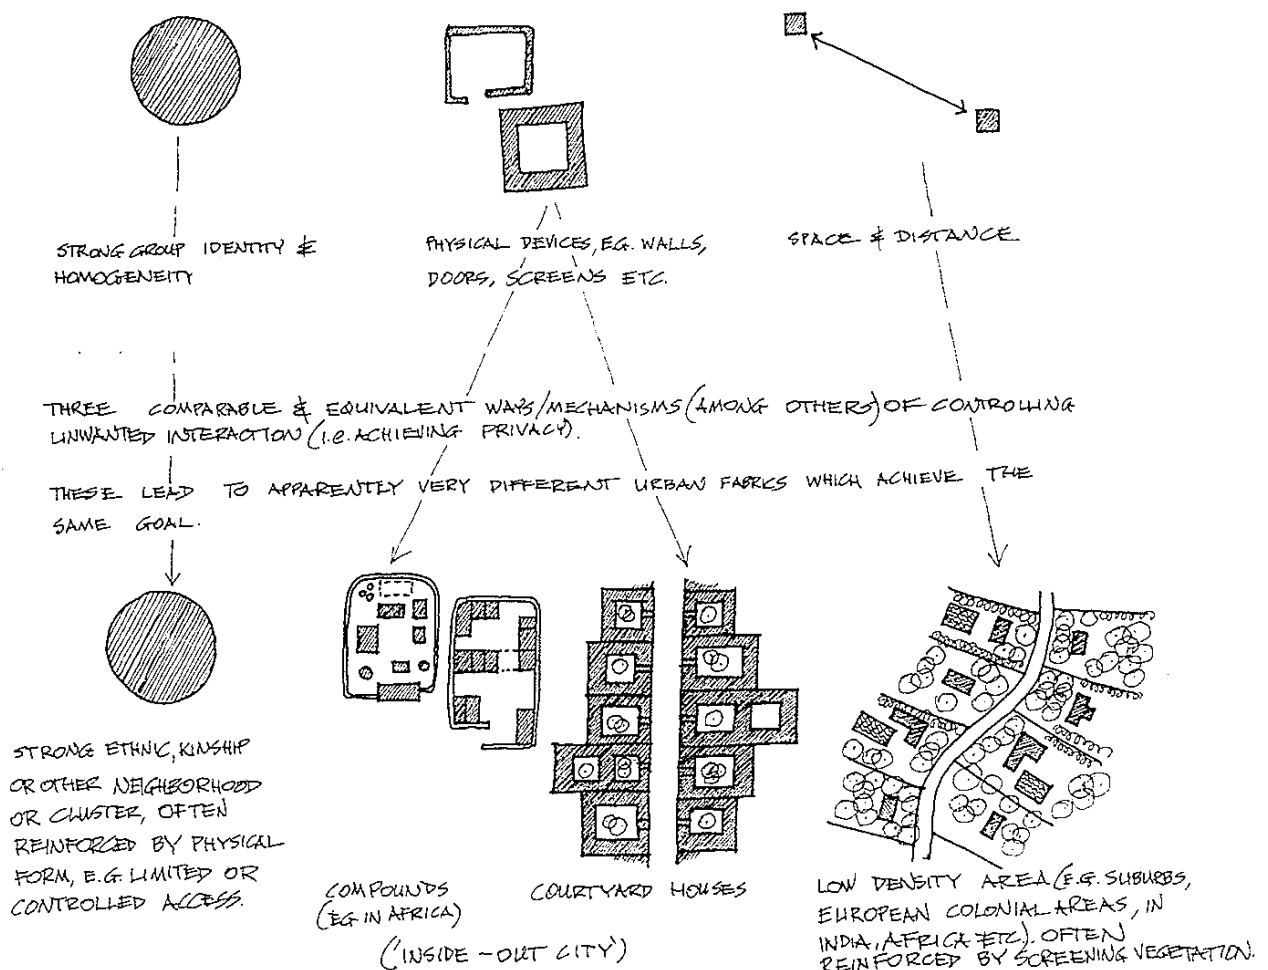 STRONG GROUP IDENTITY &
HOMOGENEITY
PHYSICAL DEVICES, E.G. WALLS,
DOORS, SCREENS ETC.
SPACE & DISTANCE
THREE COMPARABLE & EQUIVALENT WAYS/MECHANISMS (AMONG OTHERS) OF CONTROLLING
UNWANTED INTERACTION (i.e. ACHIEVING PRIVACY).
THESE LEAD TO APPARENTLY VERY DIFFERENT URBAN FABRICS WHICH ACHIEVE THE
SAME GOAL.
STRONG ETHNIC, KINSHIP
OR OTHER NEIGHBORHOOD
OR CLUSTER, OFTEN
REINFORCED BY PHYSICAL
FORM, E.G. LIMITED OR
CONTROLLED ACCESS.
COMPOUNDS
(EG IN AFRICA)
COURTYARD HOUSES
('INSIDE-OUT CITY')
LOW DENSITY AREA (E.G. SUBURBS,
EUROPEAN COLONIAL AREAS, IN
INDIA, AFRICA ETC). OFTEN
REINFORCED BY SCREENING VEGETATION.